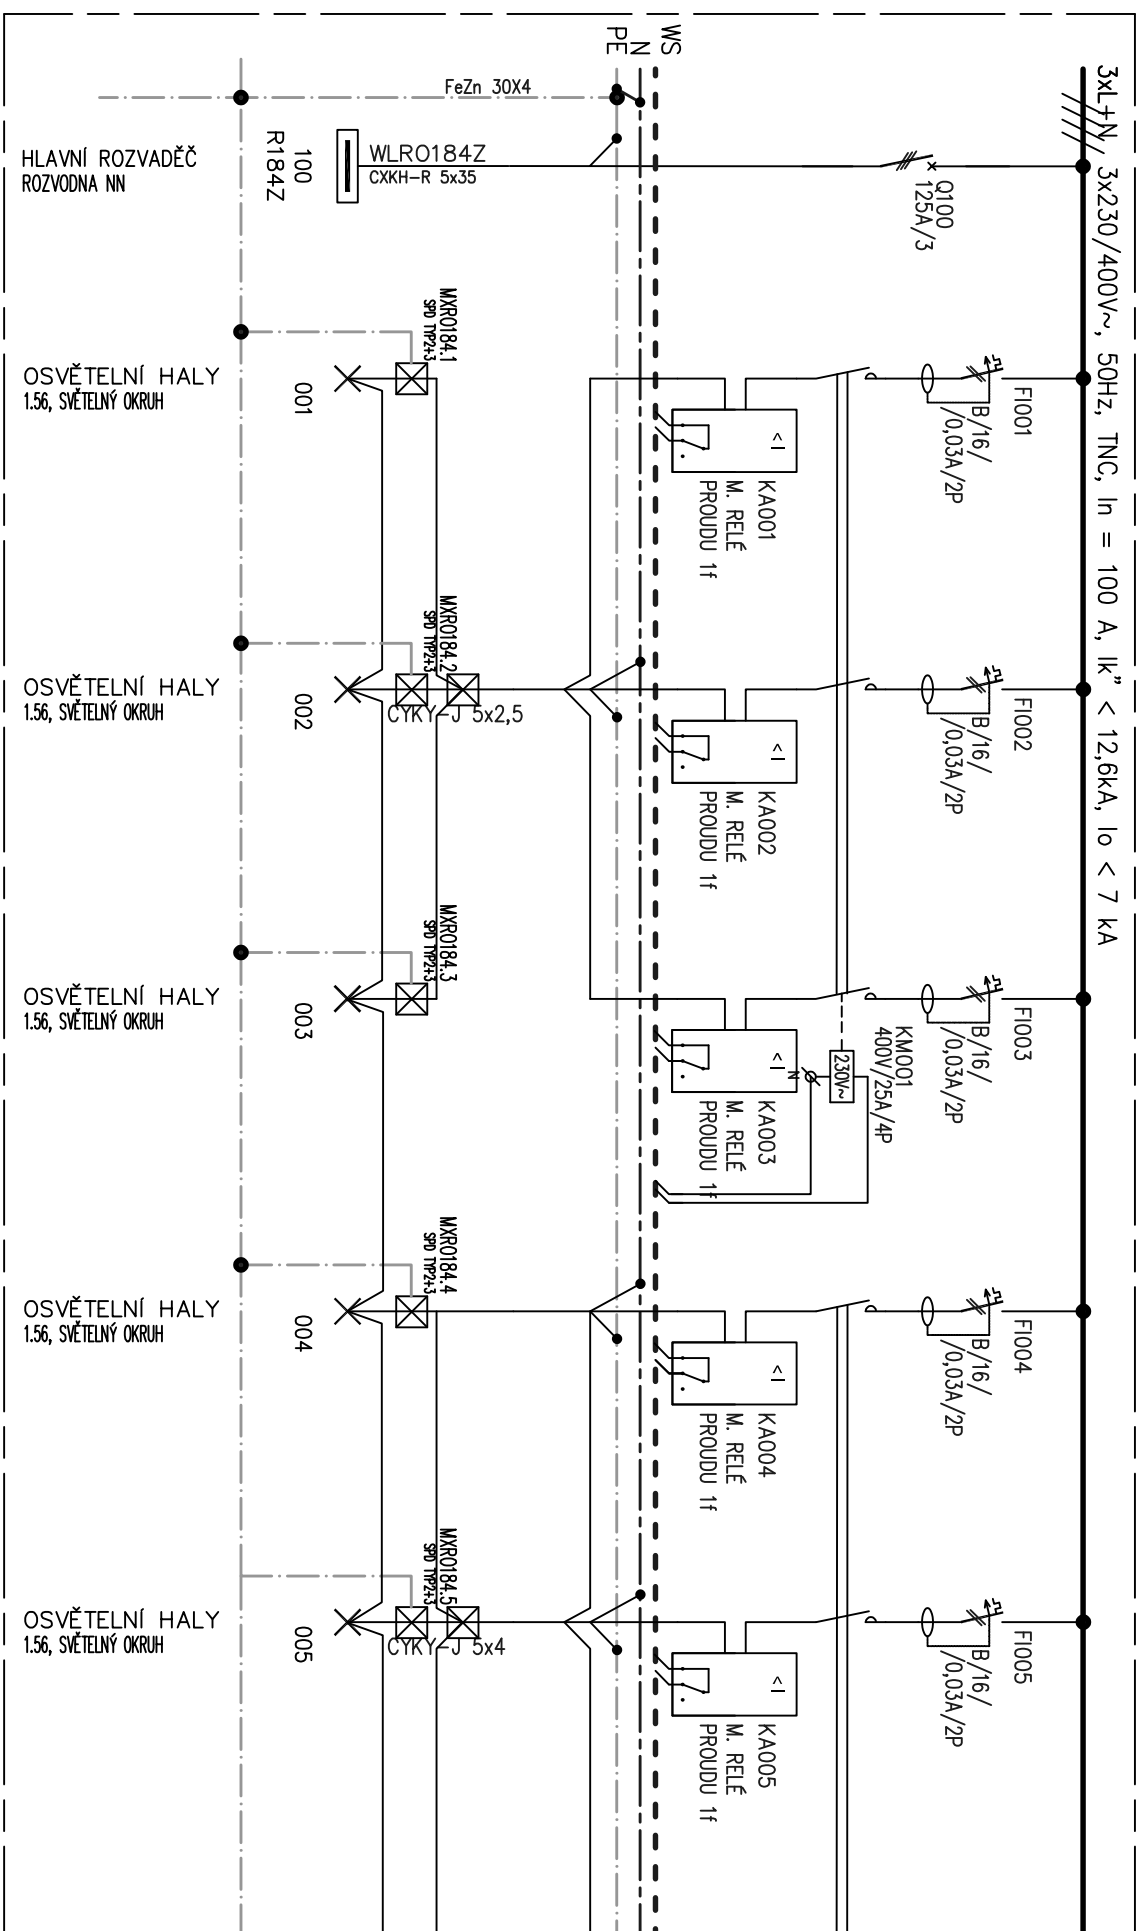 3xL+N, 3x230/400V~, 50Hz, TNC, In = 100 A, Ik" < 12,6kA, Io < 7 kA
WS
N
PE
FeZn 30X4
Q100
125A/3
WLRO184Z
CXKH-R 5x35
100
R184Z
HLAVNÍ ROZVADĚČ
ROZVODNA NN
FI001
B/16/
/0,03A/2P
KA001
M. RELÉ
PROUDU 1f
<I
MXRO184.1
SPD TYP2+3
001
OSVĚTELNÍ HALY
1.56, SVĚTELNÝ OKRUH
FI002
B/16/
/0,03A/2P
KA002
M. RELÉ
PROUDU 1f
<I
MXRO184.2
SPD TYP2+3
CYKY-J 5x2,5
002
OSVĚTELNÍ HALY
1.56, SVĚTELNÝ OKRUH
FI003
B/16/
/0,03A/2P
KM001
400V/25A/4P
230V~
N
KA003
M. RELÉ
PROUDU 1f
<I
MXRO184.3
SPD TYP2+3
003
OSVĚTELNÍ HALY
1.56, SVĚTELNÝ OKRUH
FI004
B/16/
/0,03A/2P
KA004
M. RELÉ
PROUDU 1f
<I
MXRO184.4
SPD TYP2+3
004
OSVĚTELNÍ HALY
1.56, SVĚTELNÝ OKRUH
FI005
B/16/
/0,03A/2P
KA005
M. RELÉ
PROUDU 1f
<I
MXRO184.5
SPD TYP2+3
CYKY-J 5x4
005
OSVĚTELNÍ HALY
1.56, SVĚTELNÝ OKRUH